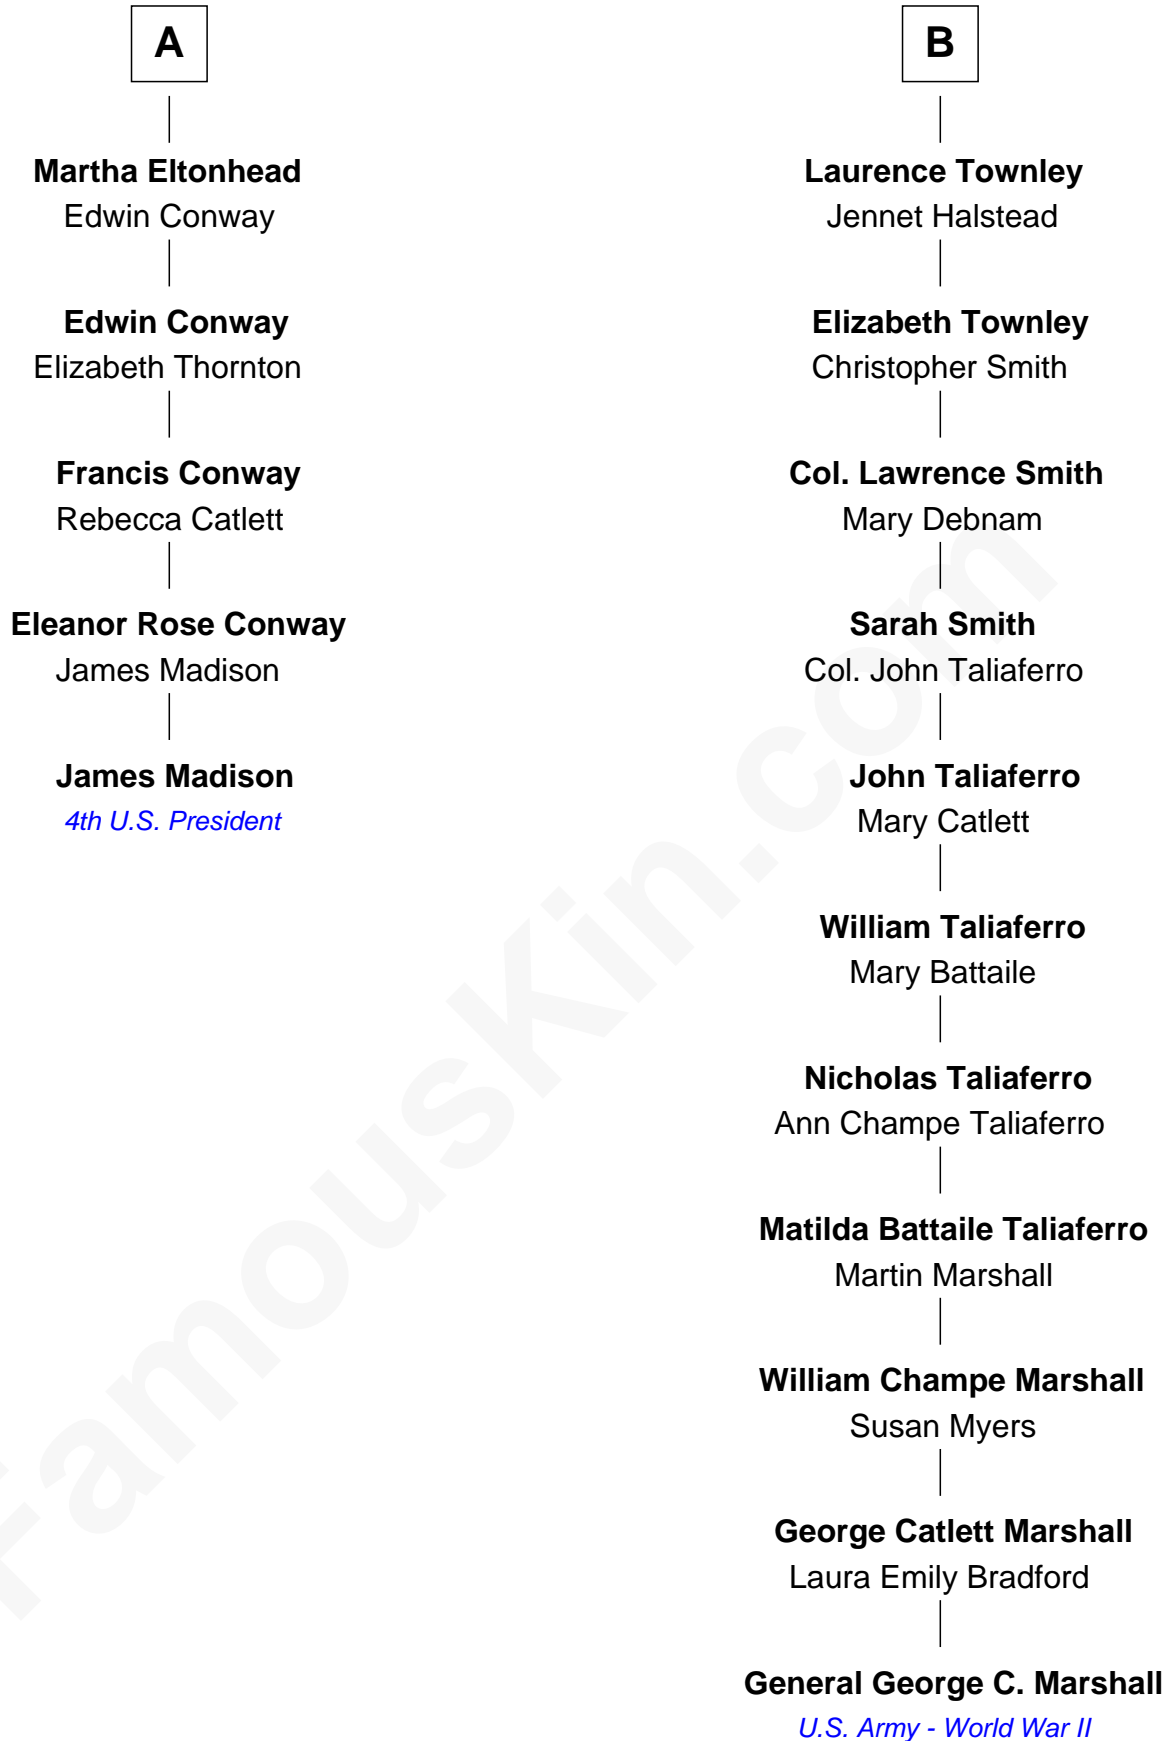 A
Martha Eltonhead
Edwin Conway
Edwin Conway
Elizabeth Thornton
Francis Conway
Rebecca Catlett
Eleanor Rose Conway
James Madison
James Madison
4th U.S. President
B
Laurence Townley
Jennet Halstead
Elizabeth Townley
Christopher Smith
Col. Lawrence Smith
Mary Debnam
Sarah Smith
Col. John Taliaferro
John Taliaferro
Mary Catlett
William Taliaferro
Mary Battaile
Nicholas Taliaferro
Ann Champe Taliaferro
Matilda Battaile Taliaferro
Martin Marshall
William Champe Marshall
Susan Myers
George Catlett Marshall
Laura Emily Bradford
General George C. Marshall
U.S. Army - World War II
FamousKin.com